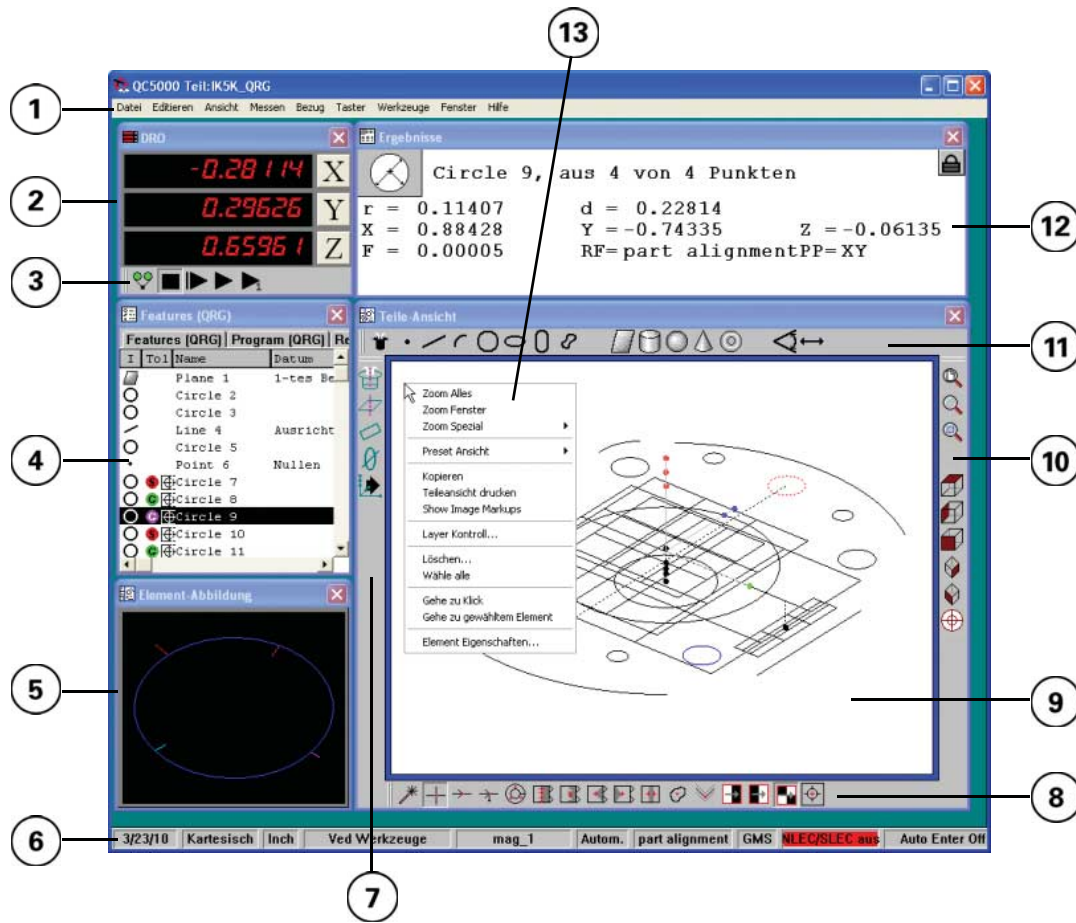 13
QC5000 Teil:IK5K_QRG
1
Datei Editieren Ansicht Messen Bezug Taster Werkzeuge Fenster Hilfe
DRO
-0.28114 X
2
0.29626 Y
0.65961 Z
3
1
Ergebnisse
Circle 9, aus 4 von 4 Punkten
r = 0.11407 d = 0.22814
X = 0.88428 Y =-0.74335 Z =-0.06135
F = 0.00005 RF=part alignmentPP=XY
12
Features (QRG)
Features (QRG) Program (QRG) Re
I Tol Name Datum
Plane 1 1-tes Be
Circle 2
Circle 3
Line 4 Ausricht
Circle 5
4
Point 6 Nullen
S Circle 7
G Circle 8
G Circle 9
S Circle 10
G Circle 11
Teile-Ansicht
11
Zoom Alles
Zoom Fenster
Zoom Spezial
Preset Ansicht
Kopieren
Teileansicht drucken
Show Image Markups
Layer Kontroll...
Löschen...
Wähle alle
Gehe zu Klick
Gehe zu gewähltem Element
Element Eigenschaften...
10
Element-Abbildung
5
9
8
6
3/23/10 Kartesisch Inch Ved Werkzeuge mag_1 Autom. part alignment GMS NLEC/SLEC aus Auto Enter Off
7